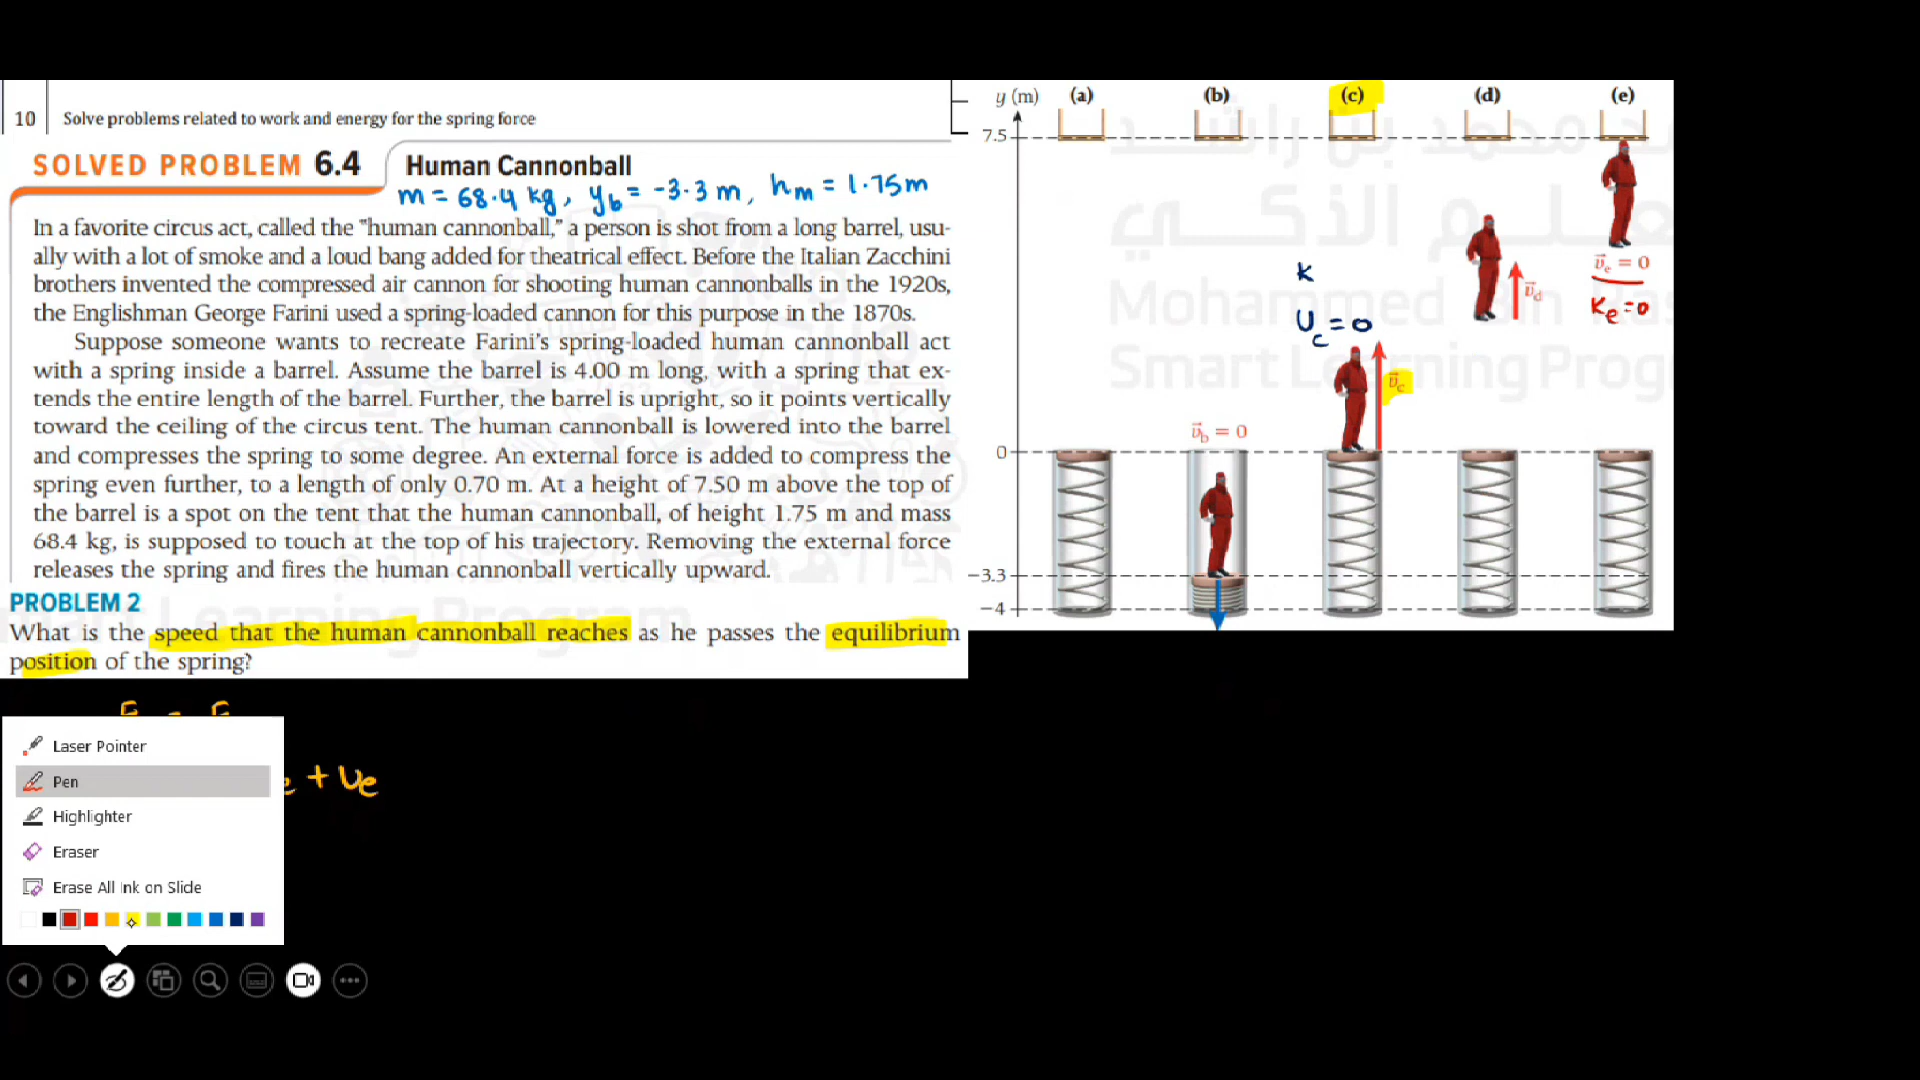 10 Solve problems related to work and energy for the spring force
SOLVED PROBLEM 6.4 Human Cannonball
m = 68.4 kg, yb = -3.3 m, hm = 1.75m
In a favorite circus act, called the "human cannonball," a person is shot from a long barrel, usu-
ally with a lot of smoke and a loud bang added for theatrical effect. Before the Italian Zacchini
brothers invented the compressed air cannon for shooting human cannonballs in the 1920s,
the Englishman George Farini used a spring-loaded cannon for this purpose in the 1870s.
Suppose someone wants to recreate Farini's spring-loaded human cannonball act
with a spring inside a barrel. Assume the barrel is 4.00 m long, with a spring that ex-
tends the entire length of the barrel. Further, the barrel is upright, so it points vertically
toward the ceiling of the circus tent. The human cannonball is lowered into the barrel
and compresses the spring to some degree. An external force is added to compress the
spring even further, to a length of only 0.70 m. At a height of 7.50 m above the top of
the barrel is a spot on the tent that the human cannonball, of height 1.75 m and mass
68.4 kg, is supposed to touch at the top of his trajectory. Removing the external force
releases the spring and fires the human cannonball vertically upward.
PROBLEM 2
What is the speed that the human cannonball reaches as he passes the equilibrium
position of the spring?
e + Ue
Laser Pointer
Pen
Highlighter
Eraser
Erase All Ink on Slide
y (m) (a) (b) (c) (d) (e)
7.5
0
−3.3
−4
K
Uc = 0
v⃗b = 0
v⃗c
v⃗d
v⃗e = 0
Ke = 0
Mohammed Bin Ras
Smart Learning Progr
Learning Program